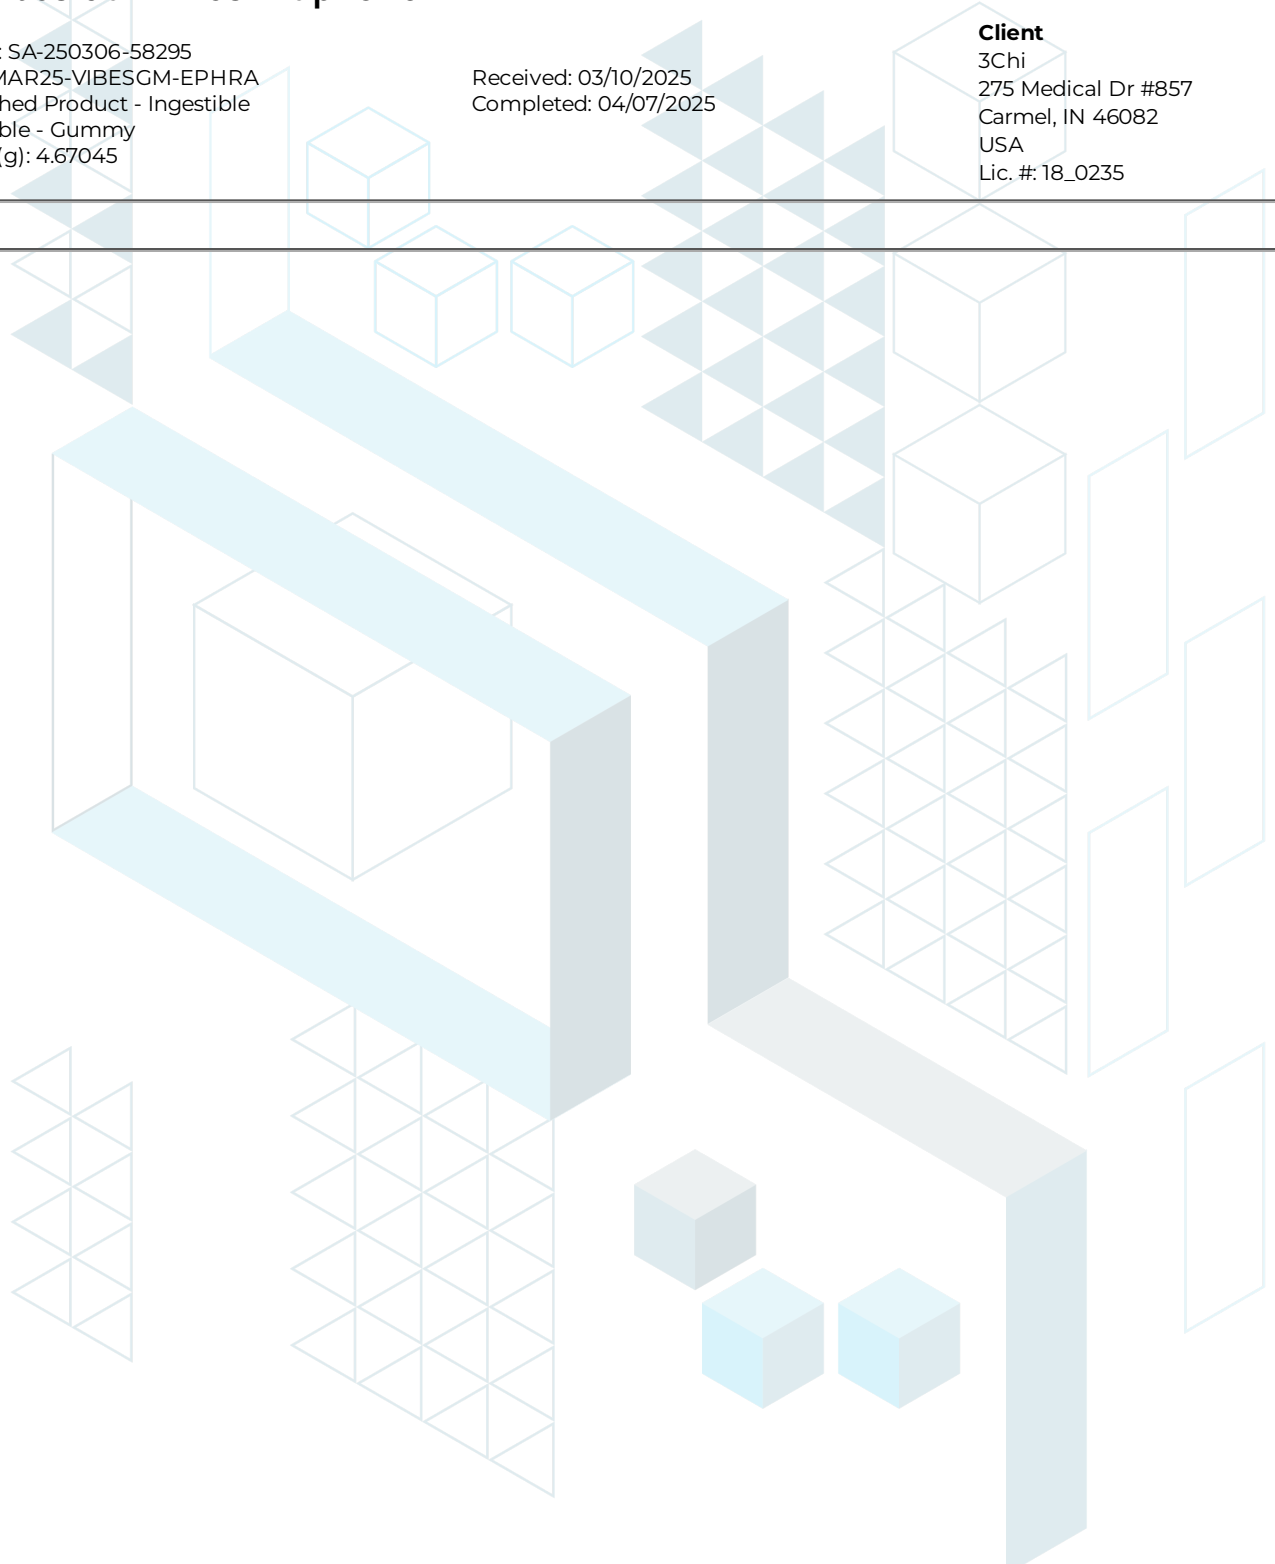 : SA-250306-58295
MAR25-VIBESGM-EPHRA
hed Product - Ingestible
ble - Gummy
(g): 4.67045
Received: 03/10/2025
Completed: 04/07/2025
Client
3Chi
275 Medical Dr #857
Carmel, IN 46082
USA
Lic. #: 18_0235